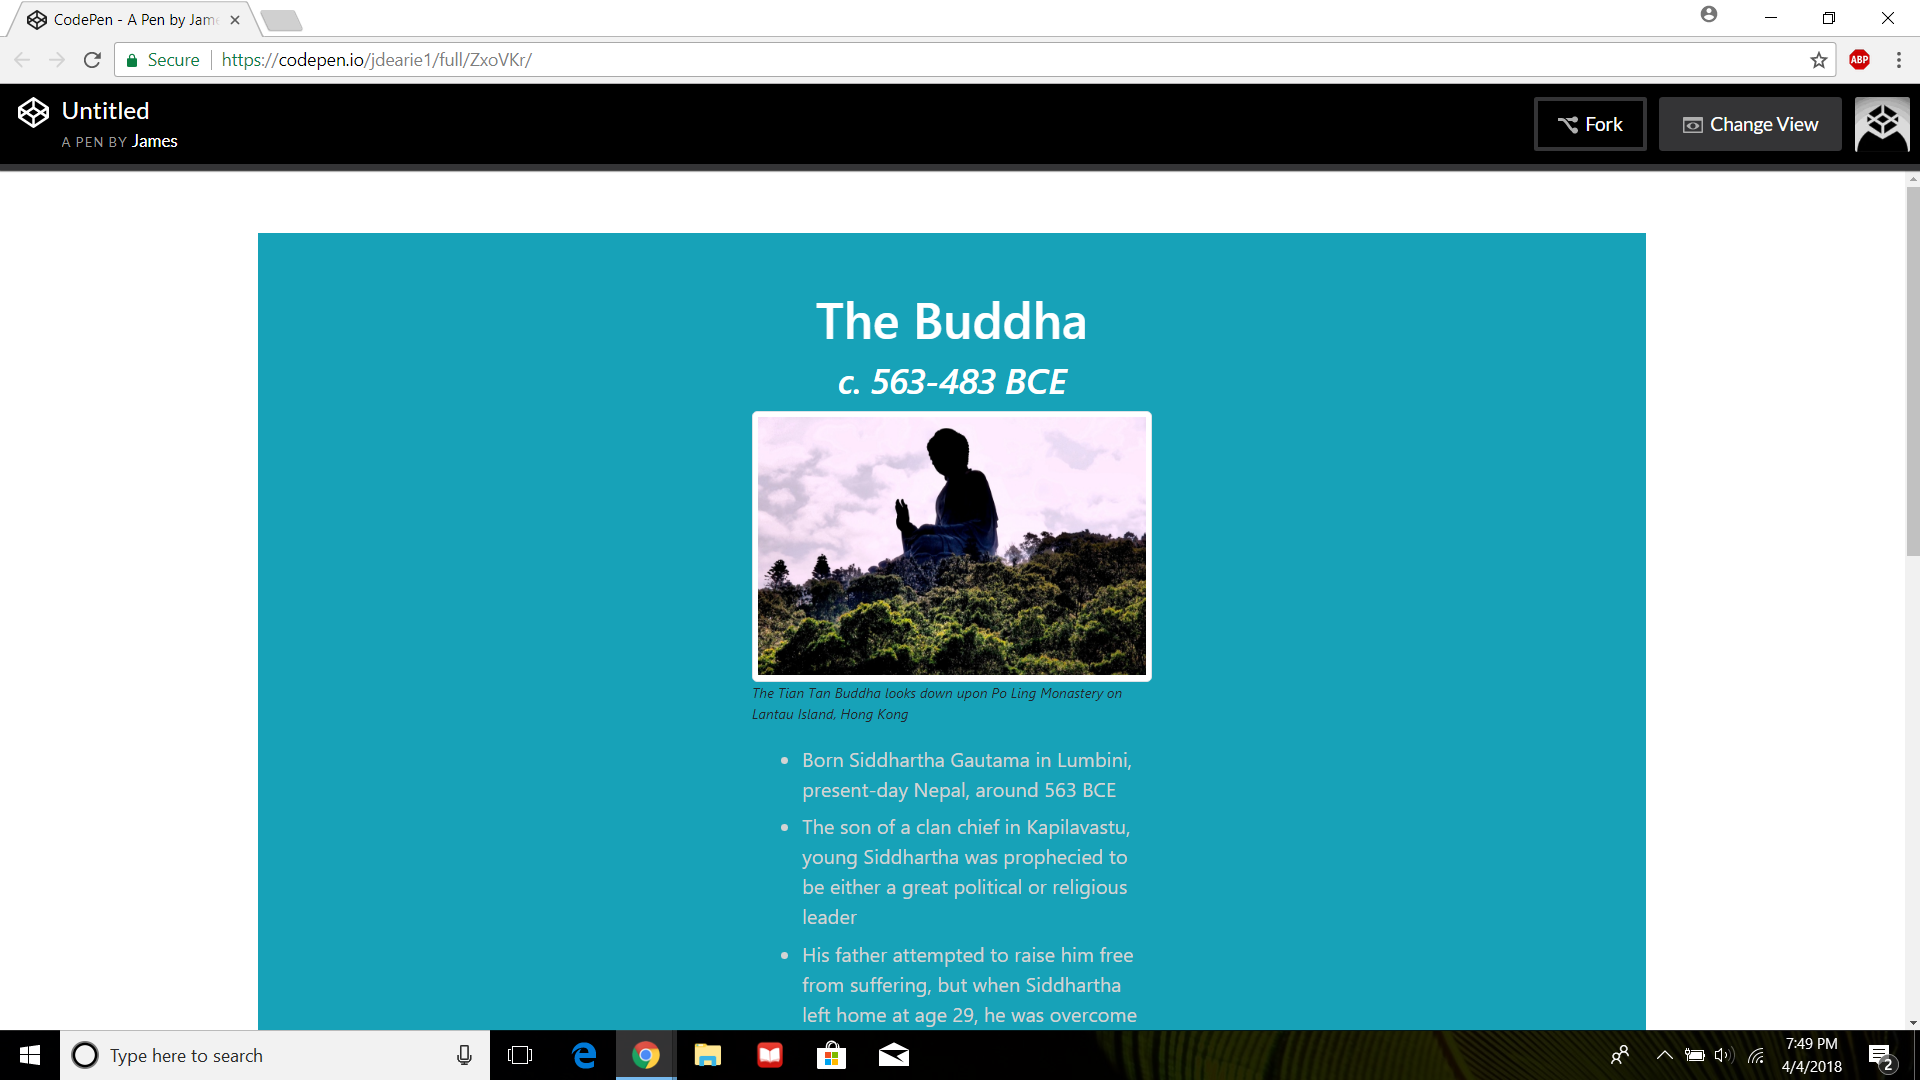 CodePen - A Pen by Jam
Secure
https://codepen.io/jdearie1/full/ZxoVKr/
ABP
Untitled
A PEN BY James
Fork
Change View
The Buddha
c. 563-483 BCE
The Tian Tan Buddha looks down upon Po Ling Monastery on
Lantau Island, Hong Kong
Born Siddhartha Gautama in Lumbini,
present-day Nepal, around 563 BCE
The son of a clan chief in Kapilavastu,
young Siddhartha was prophecied to
be either a great political or religious
leader
His father attempted to raise him free
from suffering, but when Siddhartha
left home at age 29, he was overcome
Type here to search
7:49 PM
4/4/2018
2